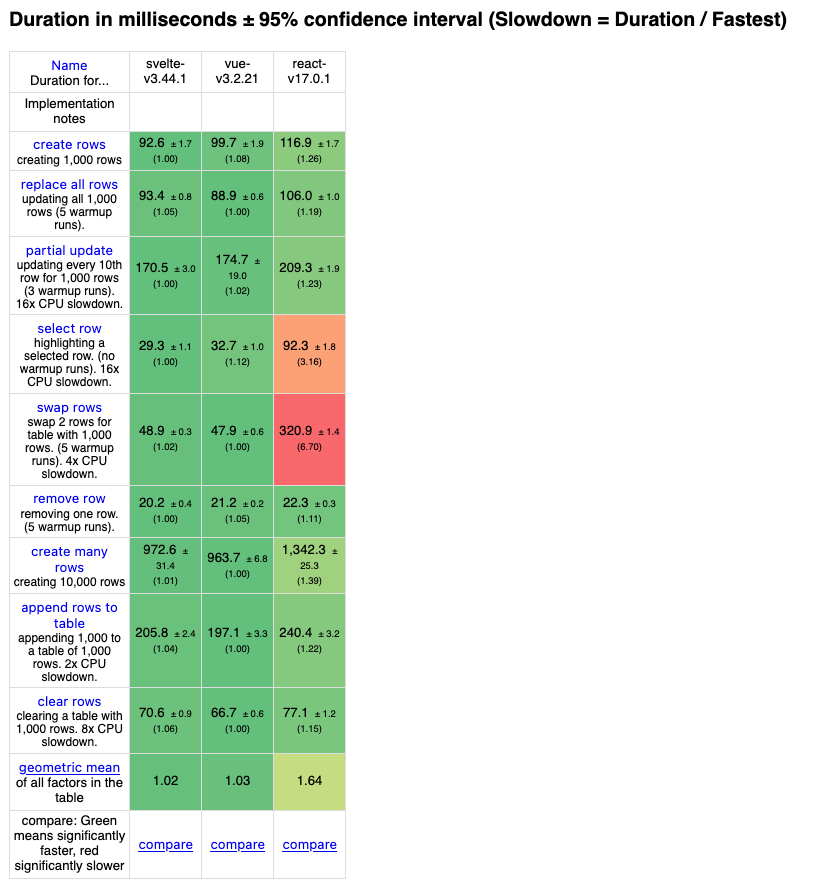 Duration in milliseconds ± 95% confidence interval (Slowdown = Duration / Fastest)
Name
Duration for...
svelte-
v3.44.1
vue-
v3.2.21
react-
v17.0.1
Implementation
notes
create rows
creating 1,000 rows
92.6 ± 1.7
(1.00)
99.7 ± 1.9
(1.08)
116.9 ± 1.7
(1.26)
replace all rows
updating all 1,000
rows (5 warmup
runs).
93.4 ± 0.8
(1.05)
88.9 ± 0.6
(1.00)
106.0 ± 1.0
(1.19)
partial update
updating every 10th
row for 1,000 rows
(3 warmup runs).
16x CPU slowdown.
170.5 ± 3.0
(1.00)
174.7 ±
19.0
(1.02)
209.3 ± 1.9
(1.23)
select row
highlighting a
selected row. (no
warmup runs). 16x
CPU slowdown.
29.3 ± 1.1
(1.00)
32.7 ± 1.0
(1.12)
92.3 ± 1.8
(3.16)
swap rows
swap 2 rows for
table with 1,000
rows. (5 warmup
runs). 4x CPU
slowdown.
48.9 ± 0.3
(1.02)
47.9 ± 0.6
(1.00)
320.9 ± 1.4
(6.70)
remove row
removing one row.
(5 warmup runs).
20.2 ± 0.4
(1.00)
21.2 ± 0.2
(1.05)
22.3 ± 0.3
(1.11)
create many
rows
creating 10,000 rows
972.6 ±
31.4
(1.01)
963.7 ± 6.8
(1.00)
1,342.3 ±
25.3
(1.39)
append rows to
table
appending 1,000 to
a table of 1,000
rows. 2x CPU
slowdown.
205.8 ± 2.4
(1.04)
197.1 ± 3.3
(1.00)
240.4 ± 3.2
(1.22)
clear rows
clearing a table with
1,000 rows. 8x CPU
slowdown.
70.6 ± 0.9
(1.06)
66.7 ± 0.6
(1.00)
77.1 ± 1.2
(1.15)
geometric mean
of all factors in the
table
1.02
1.03
1.64
compare: Green
means significantly
faster, red
significantly slower
compare
compare
compare